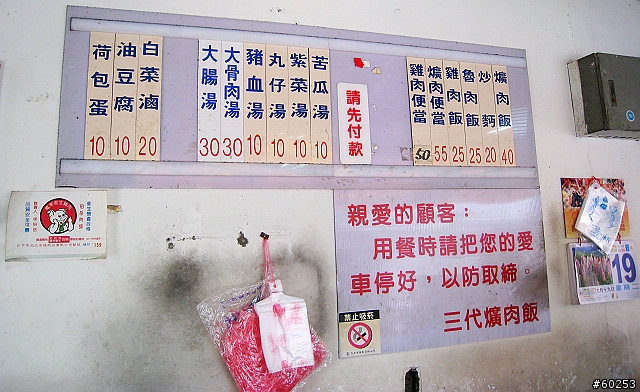 爌肉飯 40
炒麵 20
魯肉飯 25
雞肉飯 25
爌肉便當 55
雞肉便當 50
請先付款
苦瓜湯 10
紫菜湯 10
丸仔湯 10
豬血湯 10
大骨肉湯 30
大腸湯 30
白菜滷 20
油豆腐 10
荷包蛋 10
親愛的顧客：
用餐時請把您的愛
車停好，以防取締。
三代爌肉飯
禁止吸菸
19
#60253